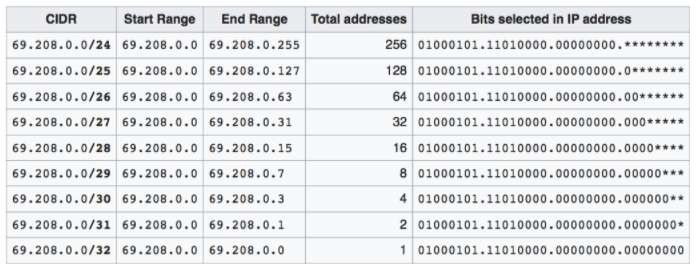 CIDR Start Range End Range Total addresses Bits selected in IP address
69.208.0.0/24 69.208.0.0 69.208.0.255 256 01000101.11010000.00000000.********
69.208.0.0/25 69.208.0.0 69.208.0.127 128 01000101.11010000.00000000.0*******
69.208.0.0/26 69.208.0.0 69.208.0.63 64 01000101.11010000.00000000.00******
69.208.0.0/27 69.208.0.0 69.208.0.31 32 01000101.11010000.00000000.000*****
69.208.0.0/28 69.208.0.0 69.208.0.15 16 01000101.11010000.00000000.0000****
69.208.0.0/29 69.208.0.0 69.208.0.7 8 01000101.11010000.00000000.00000***
69.208.0.0/30 69.208.0.0 69.208.0.3 4 01000101.11010000.00000000.000000**
69.208.0.0/31 69.208.0.0 69.208.0.1 2 01000101.11010000.00000000.0000000*
69.208.0.0/32 69.208.0.0 69.208.0.0 1 01000101.11010000.00000000.00000000